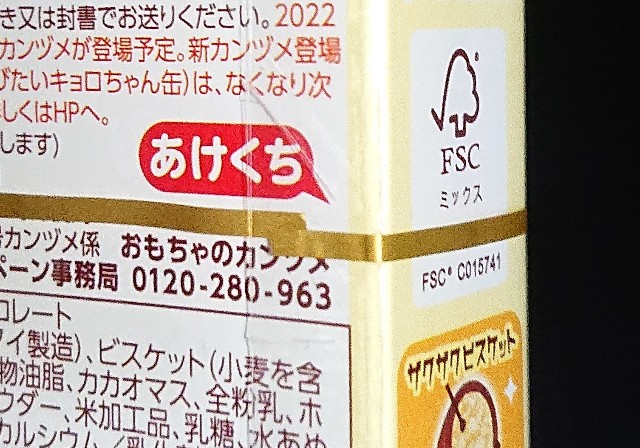 き又は封書でお送りください。2022
カンヅメが登場予定。新カンヅメ登場
びたいキョロちゃん缶)は、なくなり次
しくはHPへ。
します)
あけくち
カンヅメ係 おもちゃのカンヅメ
ペーン事務局 0120-280-963
コレート
イ製造)、ビスケット(小麦を含
物油脂、カカオマス、全粉乳、ホ
ウダー、米加工品、乳糖、水あめ
カルシウム
FSC
ミックス
FSC® C015741
ザクザクビスケット